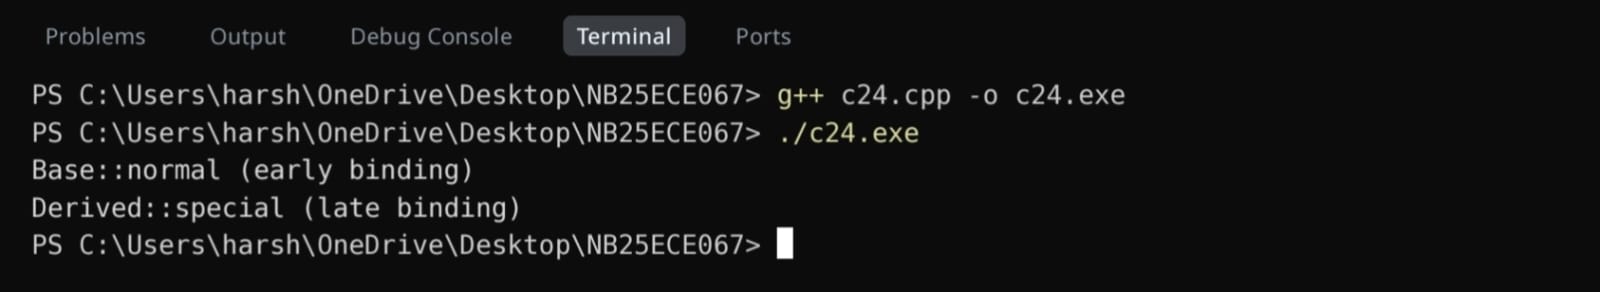 Problems Output Debug Console Terminal Ports
PS C:\Users\harsh\OneDrive\Desktop\NB25ECE067> g++ c24.cpp -o c24.exe
PS C:\Users\harsh\OneDrive\Desktop\NB25ECE067> ./c24.exe
Base::normal (early binding)
Derived::special (late binding)
PS C:\Users\harsh\OneDrive\Desktop\NB25ECE067>